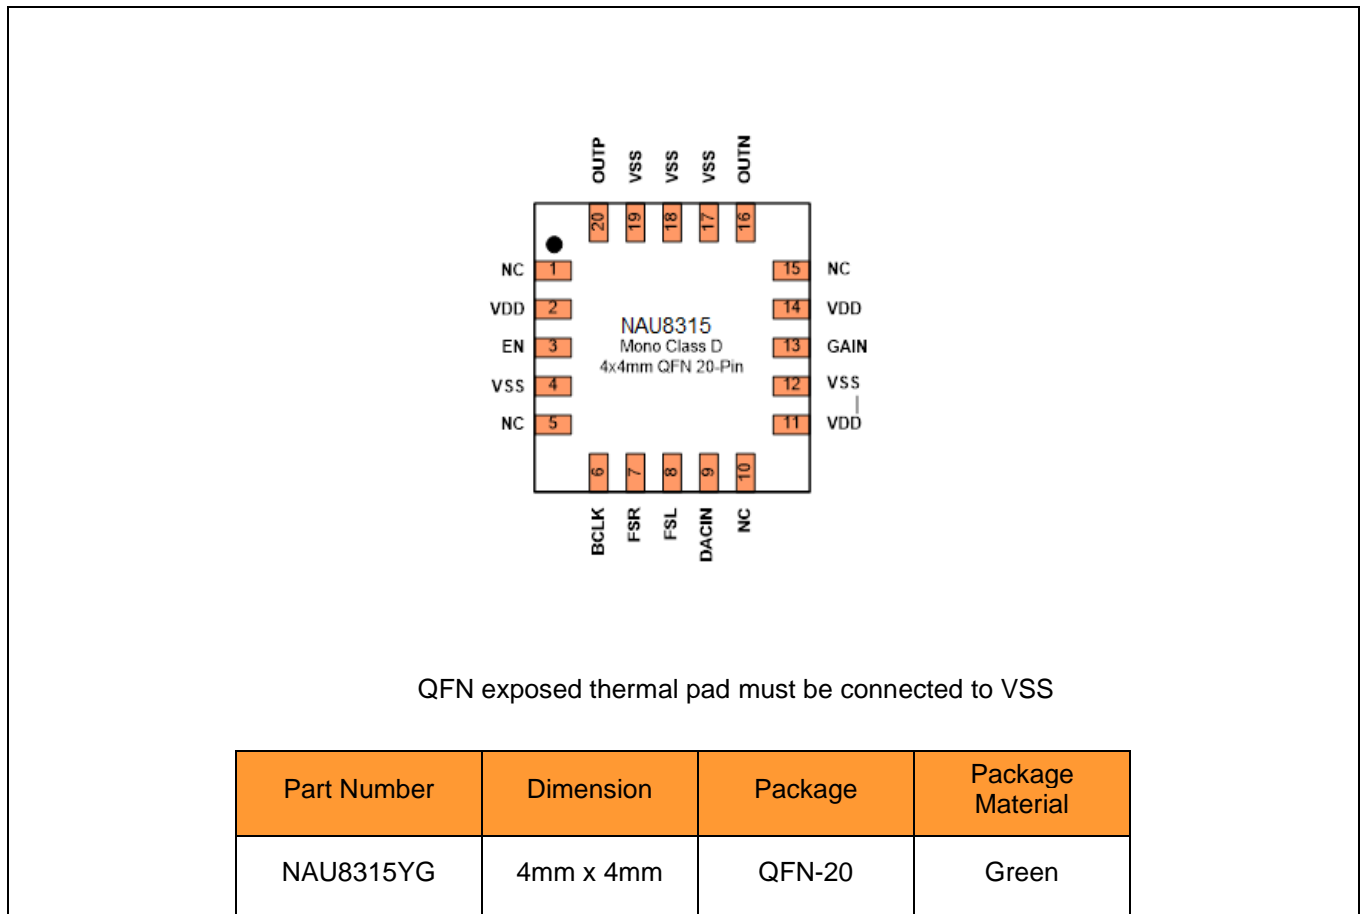 OUTP VSS VSS VSS OUTN
20 19 18 17 16
NC 1 15 NC
VDD 2 14 VDD
EN 3 13 GAIN
VSS 4 12 VSS
NC 5 11 VDD
NAU8315
Mono Class D
4x4mm QFN 20-Pin
6 7 8 9 10
BCLK FSR FSL DACIN NC
QFN exposed thermal pad must be connected to VSS
Part Number Dimension Package Package Material
NAU8315YG 4mm x 4mm QFN-20 Green